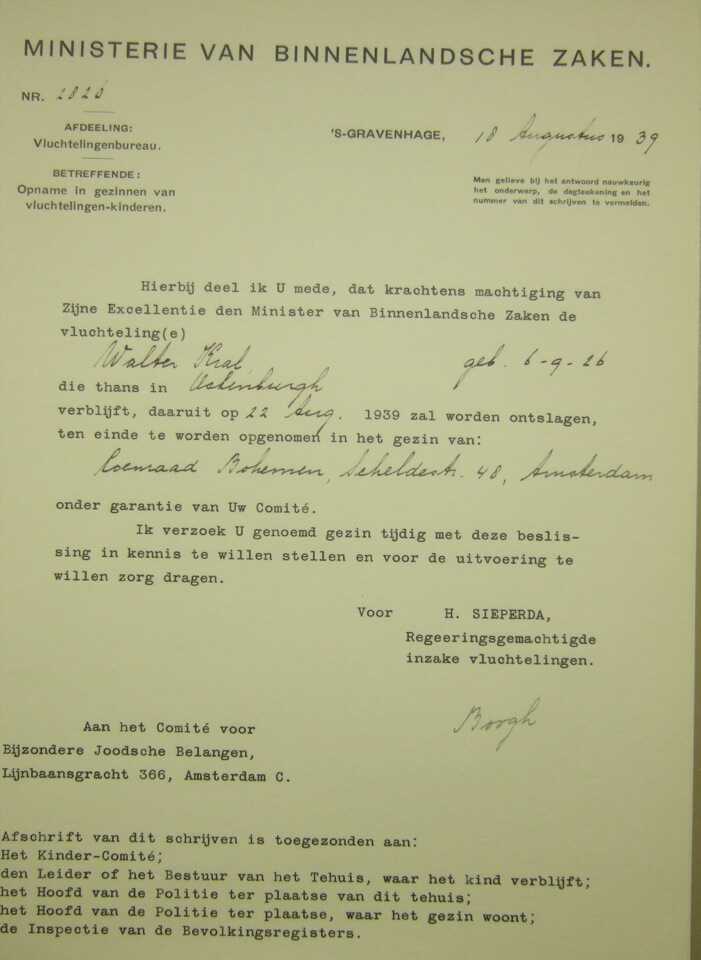 MINISTERIE VAN BINNENLANDSCHE ZAKEN.
NR. 2826
AFDEELING:
Vluchtelingenbureau.
'S-GRAVENHAGE, 18 Augustus 1939
BETREFFENDE:
Opname in gezinnen van
vluchtelingen-kinderen.
Men gelieve bij het antwoord nauwkeurig
het onderwerp, de dagteekening en het
nummer van dit schrijven te vermelden.
Hierbij deel ik U mede, dat krachtens machtiging van
Zijne Excellentie den Minister van Binnenlandsche Zaken de
vluchteling(e)
Walter Kral, geb. 6-9-26
die thans in
verblijft, daaruit op 22 Aug. 1939 zal worden ontslagen,
ten einde te worden opgenomen in het gezin van:
Bohemen, Scheldestr. 48, Amsterdam
onder garantie van Uw Comité.
Ik verzoek U genoemd gezin tijdig met deze beslis-
sing in kennis te willen stellen en voor de uitvoering te
willen zorg dragen.
Voor H. SIEPERDA,
Regeeringsgemachtigde
inzake vluchtelingen.
Borgh
Aan het Comité voor
Bijzondere Joodsche Belangen,
Lijnbaansgracht 366, Amsterdam C.
Afschrift van dit schrijven is toegezonden aan:
Het Kinder-Comité;
den Leider of het Bestuur van het Tehuis, waar het kind verblijft;
het Hoofd van de Politie ter plaatse van dit tehuis;
het Hoofd van de Politie ter plaatse, waar het gezin woont;
de Inspectie van de Bevolkingsregisters.